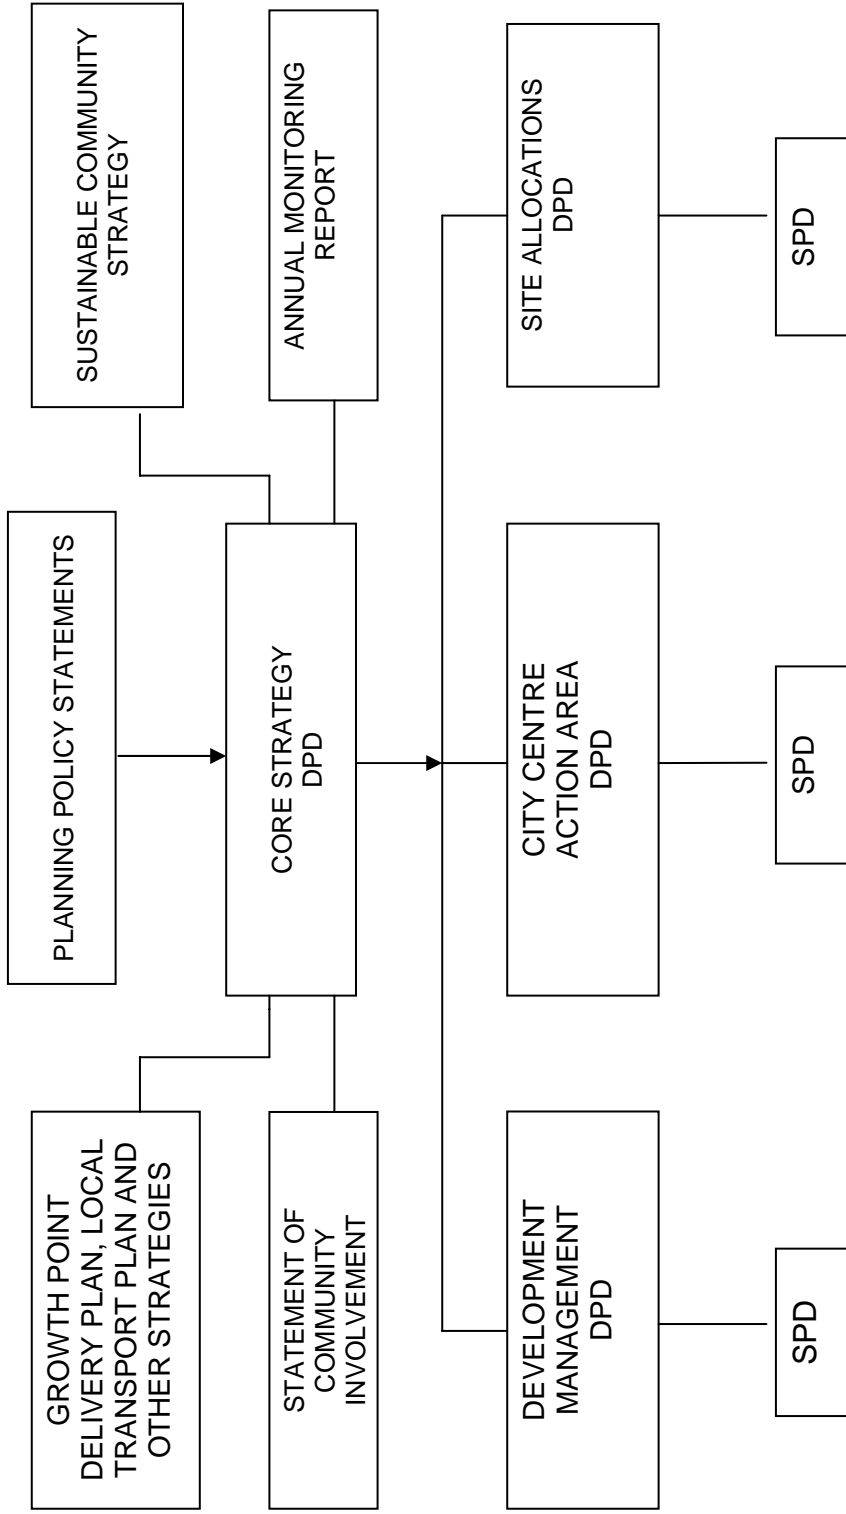 GROWTH POINT
DELIVERY PLAN, LOCAL
TRANSPORT PLAN AND
OTHER STRATEGIES
PLANNING POLICY STATEMENTS
SUSTAINABLE COMMUNITY
STRATEGY
STATEMENT OF
COMMUNITY
INVOLVEMENT
CORE STRATEGY
DPD
ANNUAL MONITORING
REPORT
DEVELOPMENT
MANAGEMENT
DPD
CITY CENTRE
ACTION AREA
DPD
SITE ALLOCATIONS
DPD
SPD
SPD
SPD